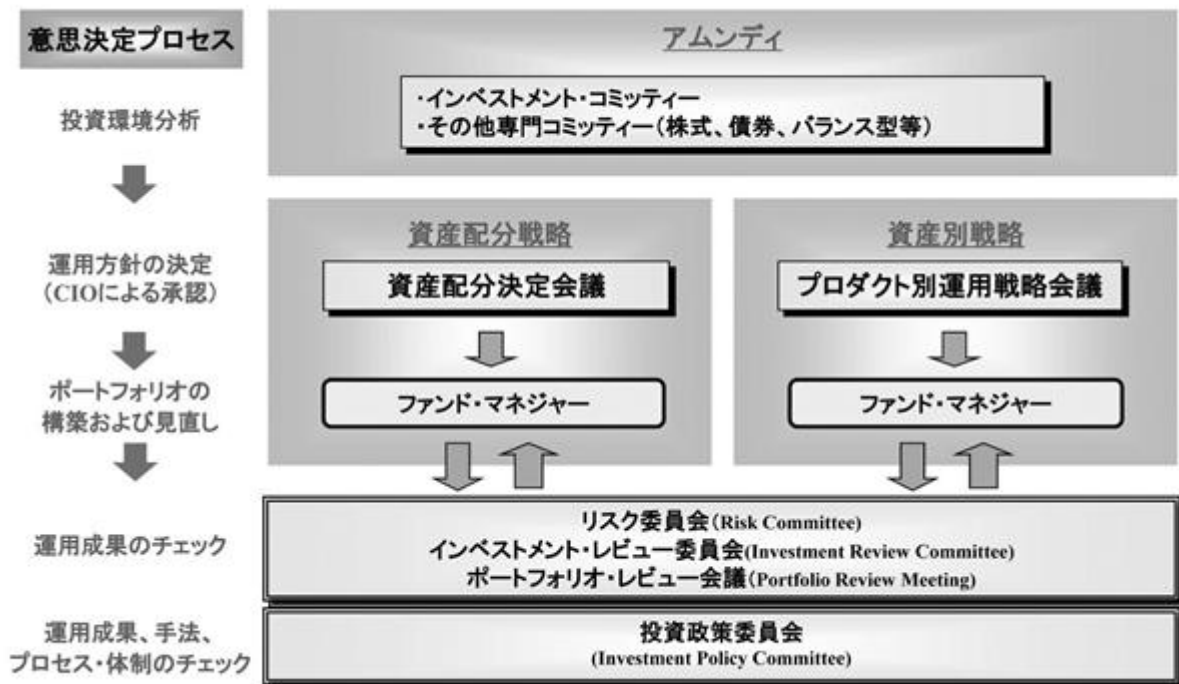 意思決定プロセス
アムンディ
投資環境分析
・インベストメント・コミッティー
・その他専門コミッティー(株式、債券、バランス型等)
資産配分戦略
資産別戦略
運用方針の決定
(CIOによる承認)
資産配分決定会議
プロダクト別運用戦略会議
ポートフォリオの
構築および見直し
ファンド・マネジャー
ファンド・マネジャー
運用成果のチェック
リスク委員会(Risk Committee)
インベストメント・レビュー委員会(Investment Review Committee)
ポートフォリオ・レビュー会議(Portfolio Review Meeting)
運用成果、手法、
プロセス・体制のチェック
投資政策委員会
(Investment Policy Committee)